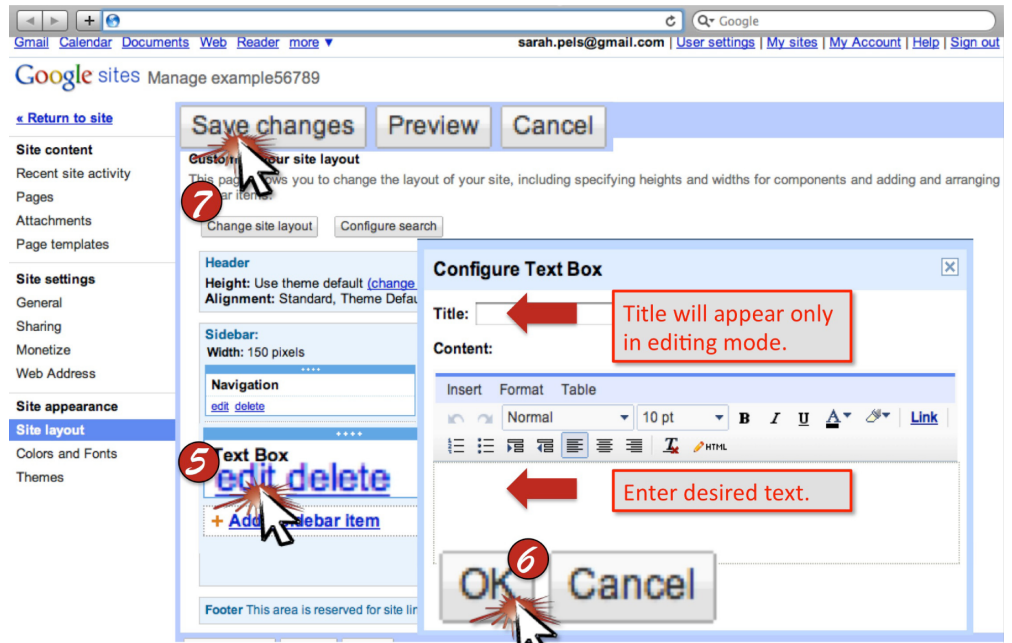 Google
Gmail Calendar Documents Web Reader more ▼
sarah.pels@gmail.com | User settings | My sites | My Account | Help | Sign out
Google sites Manage example56789
« Return to site
Site content
Recent site activity
Pages
Attachments
Page templates
Site settings
General
Sharing
Monetize
Web Address
Site appearance
Site layout
Colors and Fonts
Themes
Save changes Preview Cancel
your site layout
7
This page allows you to change the layout of your site, including specifying heights and widths for components and adding and arranging
items.
Change site layout Configure search
Header
Height: Use theme default (change
Alignment: Standard, Theme Defau
Sidebar:
Width: 150 pixels
Navigation
edit delete
5
Text Box
edit delete
+ Add sidebar item
Footer This area is reserved for site lin
Configure Text Box
Title:
Title will appear only
in editing mode.
Content:
Insert Format Table
Normal 10 pt B I U A Link
HTML
Enter desired text.
6
OK Cancel